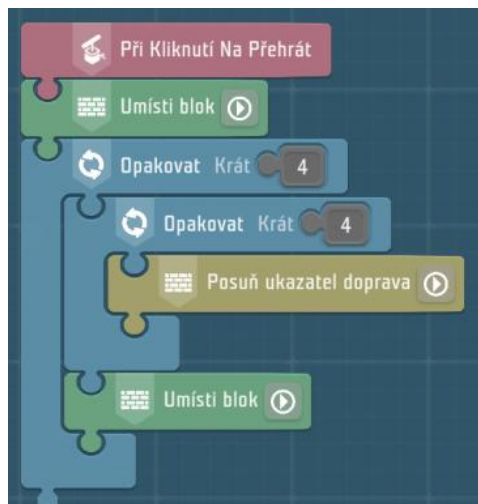 Při Kliknutí Na Přehrát
Umísti blok
Opakovat Krát 4
Opakovat Krát 4
Posuň ukazatel doprava
Umísti blok